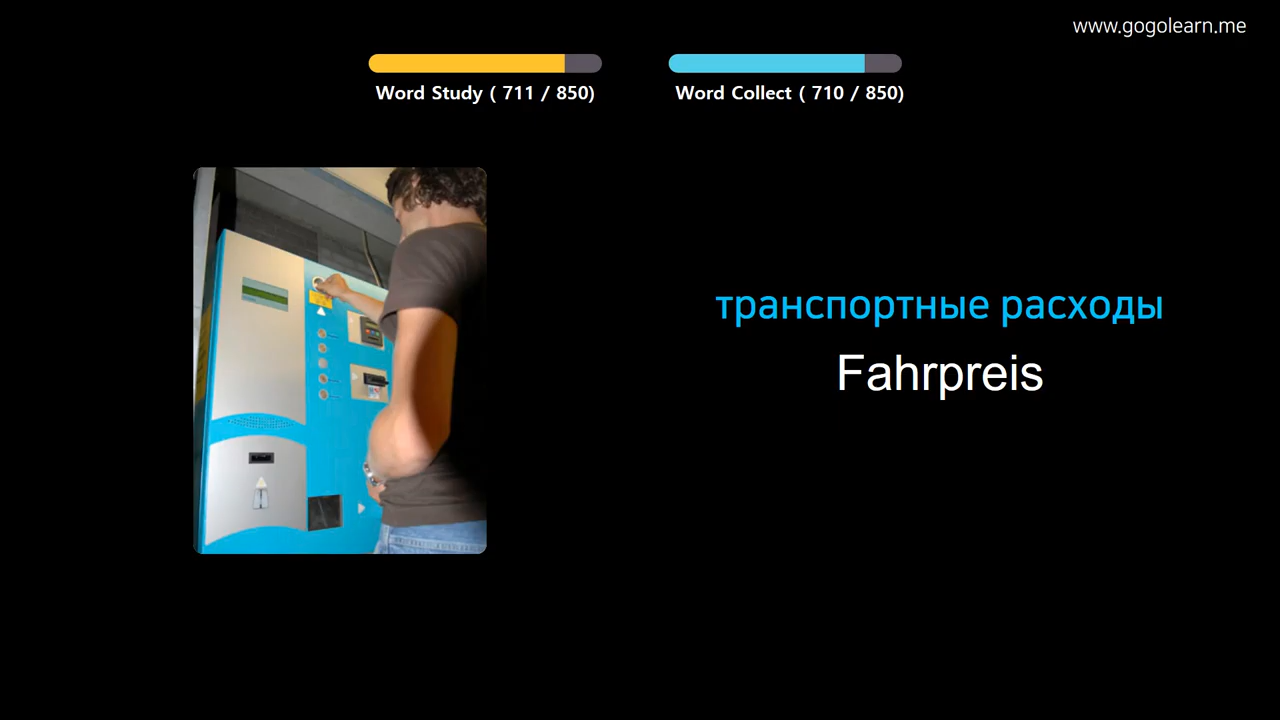 www.gogolearn.me
Word Study ( 711 / 850)
Word Collect ( 710 / 850)
транспортные расходы
Fahrpreis